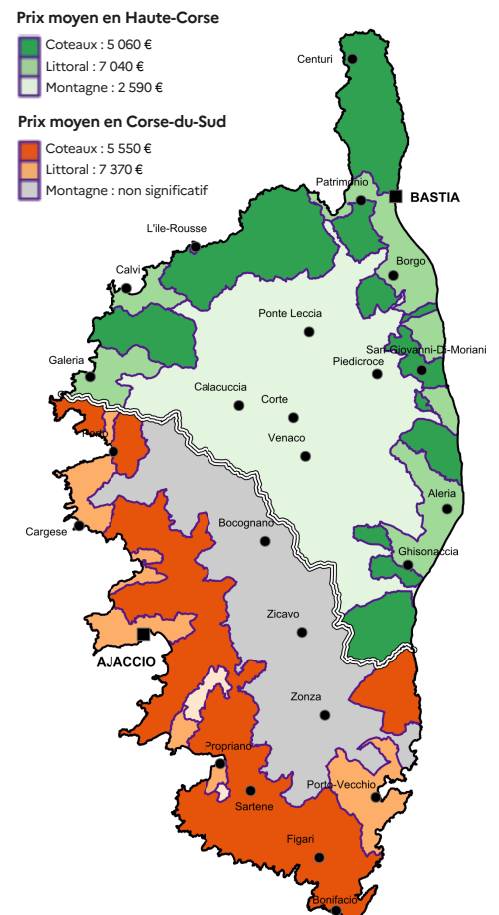 Prix moyen en Haute-Corse
Coteaux : 5 060 €
Littoral : 7 040 €
Montagne : 2 590 €
Prix moyen en Corse-du-Sud
Coteaux : 5 550 €
Littoral : 7 370 €
Montagne : non significatif
Centuri
Patrimonio
BASTIA
L'ile-Rousse
Borgo
Calvi
Ponte Leccia
San-Giovanni-Di-Moriani
Piedicroce
Galeria
Calacuccia
Corte
Porto
Venaco
Aleria
Bocognano
Cargese
Ghisonaccia
Zicavo
AJACCIO
Zonza
Propriano
Porto-Vecchio
Sartene
Figari
Bonifacio